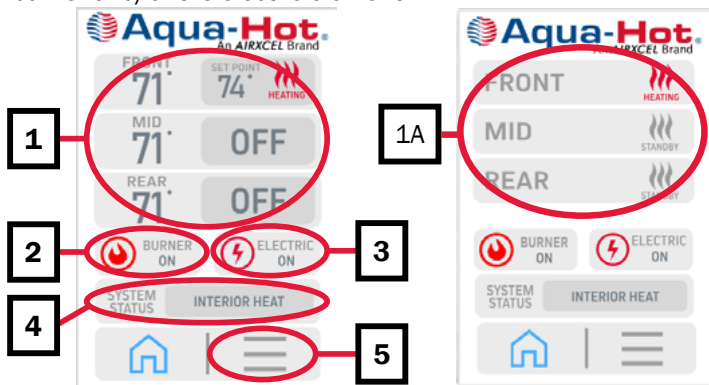 Aqua-Hot.
An AIRXCEL Brand
FRONT
71°
SET POINT
74°
HEATING
MID
71°
OFF
REAR
71°
OFF
BURNER
ON
ELECTRIC
ON
SYSTEM
STATUS
INTERIOR HEAT
1
2
3
4
5
Aqua-Hot.
An AIRXCEL Brand
FRONT
HEATING
MID
STANDBY
REAR
STANDBY
BURNER
ON
ELECTRIC
ON
SYSTEM
STATUS
INTERIOR HEAT
1A